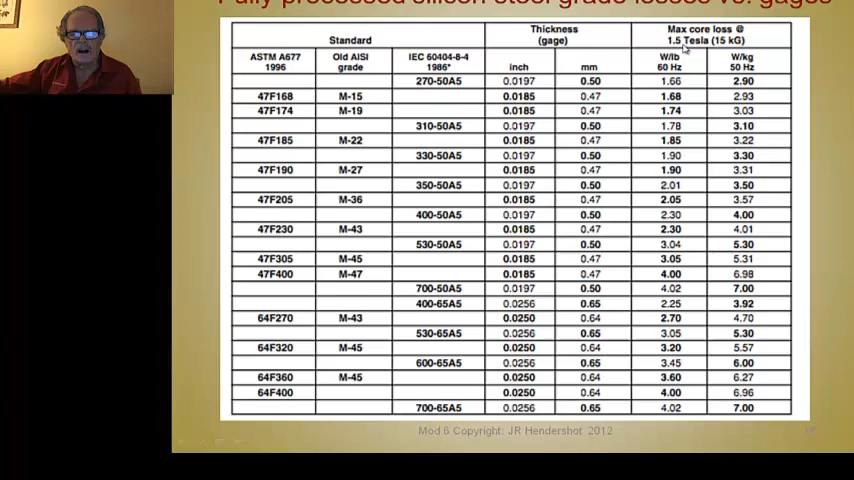 Fully processed silicon steel grade losses vs. gages
Standard Thickness (gage) Max core loss @ 1.5 Tesla (15 kG)
ASTM A677 1996 Old AISI grade IEC 60404-8-4 1986* inch mm W/lb 60 Hz W/kg 50 Hz
270-50A5 0.0197 0.50 1.66 2.90
47F168 M-15 0.0185 0.47 1.68 2.93
47F174 M-19 0.0185 0.47 1.74 3.03
310-50A5 0.0197 0.50 1.78 3.10
47F185 M-22 0.0185 0.47 1.85 3.22
330-50A5 0.0197 0.50 1.90 3.30
47F190 M-27 0.0185 0.47 1.90 3.31
350-50A5 0.0197 0.50 2.01 3.50
47F205 M-36 0.0185 0.47 2.05 3.57
400-50A5 0.0197 0.50 2.30 4.00
47F230 M-43 0.0185 0.47 2.30 4.01
530-50A5 0.0197 0.50 3.04 5.30
47F305 M-45 0.0185 0.47 3.05 5.31
47F400 M-47 0.0185 0.47 4.00 6.98
700-50A5 0.0197 0.50 4.02 7.00
400-65A5 0.0256 0.65 2.25 3.92
64F270 M-43 0.0250 0.64 2.70 4.70
530-65A5 0.0256 0.65 3.05 5.30
64F320 M-45 0.0250 0.64 3.20 5.57
600-65A5 0.0256 0.65 3.45 6.00
64F360 M-45 0.0250 0.64 3.60 6.27
64F400 0.0250 0.64 4.00 6.96
700-65A5 0.0256 0.65 4.02 7.00
Mod 6 Copyright: JR Hendershot 2012